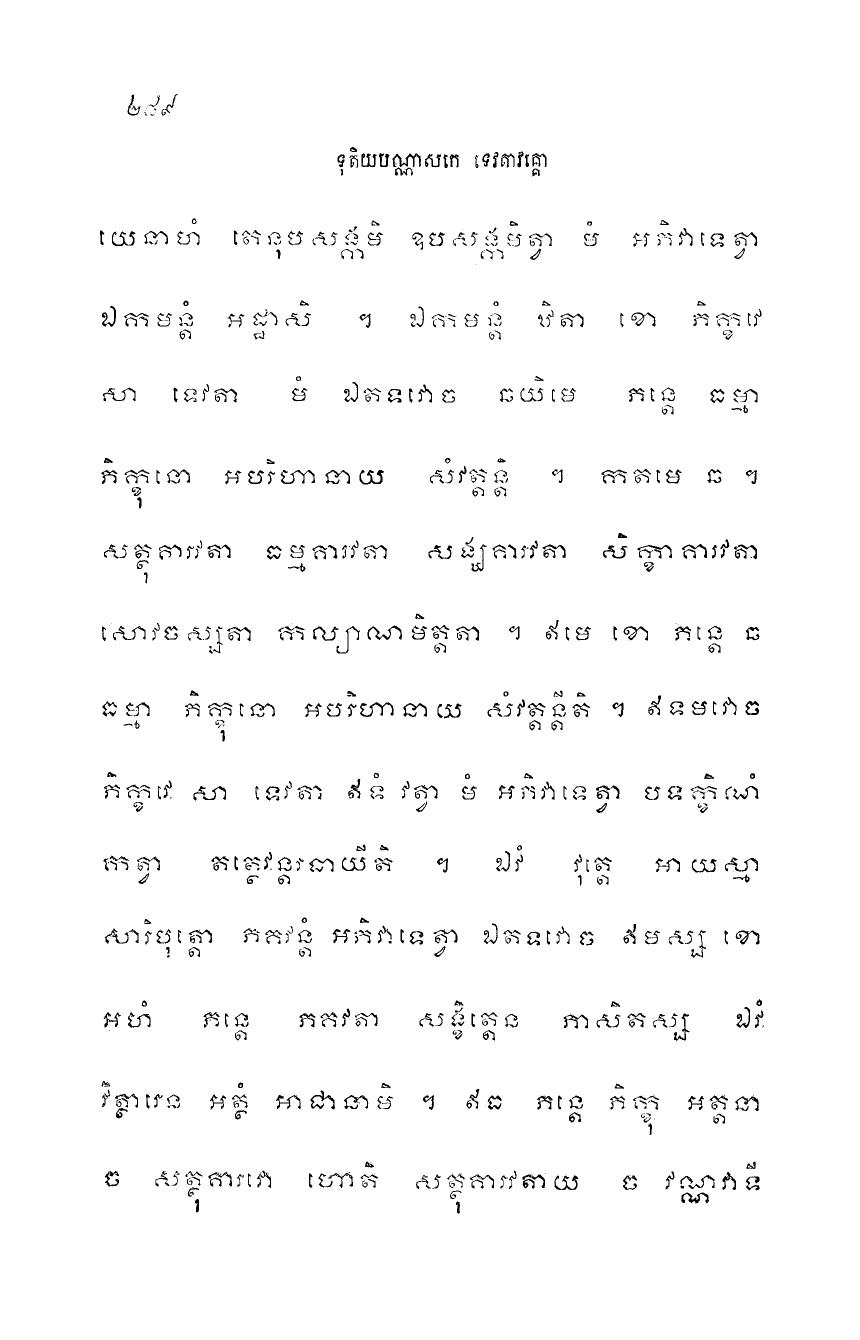 ២៨៩
ទុតិយបណ្ណាសកេ ទេវតាវគ្គោ
យេនាហំ តេនុបសង្កមិ ឧបសង្កមិត្វា មំ អភិវាទេត្វា
ឯកមន្តំ អដ្ឋាសិ ។ ឯកមន្តំ ឋិតា ខោ ភិក្ខវេ
សា ទេវតា មំ ឯតទវោច ឆយិមេ ភន្តេ ធម្មា
ភិក្ខុនោ អបរិហានាយ សំវត្តន្តិ ។ កតមេ ឆ ។
សត្ថុគារវតា ធម្មគារវតា សង្ឃគារវតា សិក្ខាគារវតា
សោវចស្សតា កល្យាណមិត្តតា ។ ឥមេ ខោ ភន្តេ ឆ
ធម្មា ភិក្ខុនោ អបរិហានាយ សំវត្តន្តីតិ ។ ឥទមវោច
ភិក្ខវេ សា ទេវតា ឥទំ វត្វា មំ អភិវាទេត្វា បទក្ខិណំ
កត្វា តត្ថេវន្តរធាយីតិ ។ ឯវំ វុត្តេ អាយស្មា
សារិបុត្តោ ភគវន្តំ អភិវាទេត្វា ឯតទវោច ឥមស្ស ខោ
អហំ ភន្តេ ភគវតា សង្ខិត្តេន ភាសិតស្ស ឯវំ
វិត្ថារេន អត្ថំ អាជានាមិ ។ ឥធ ភន្តេ ភិក្ខុ អត្តនា
ច សត្ថុគារវោ ហោតិ សត្ថុគារវតាយ ច វណ្ណវាទី